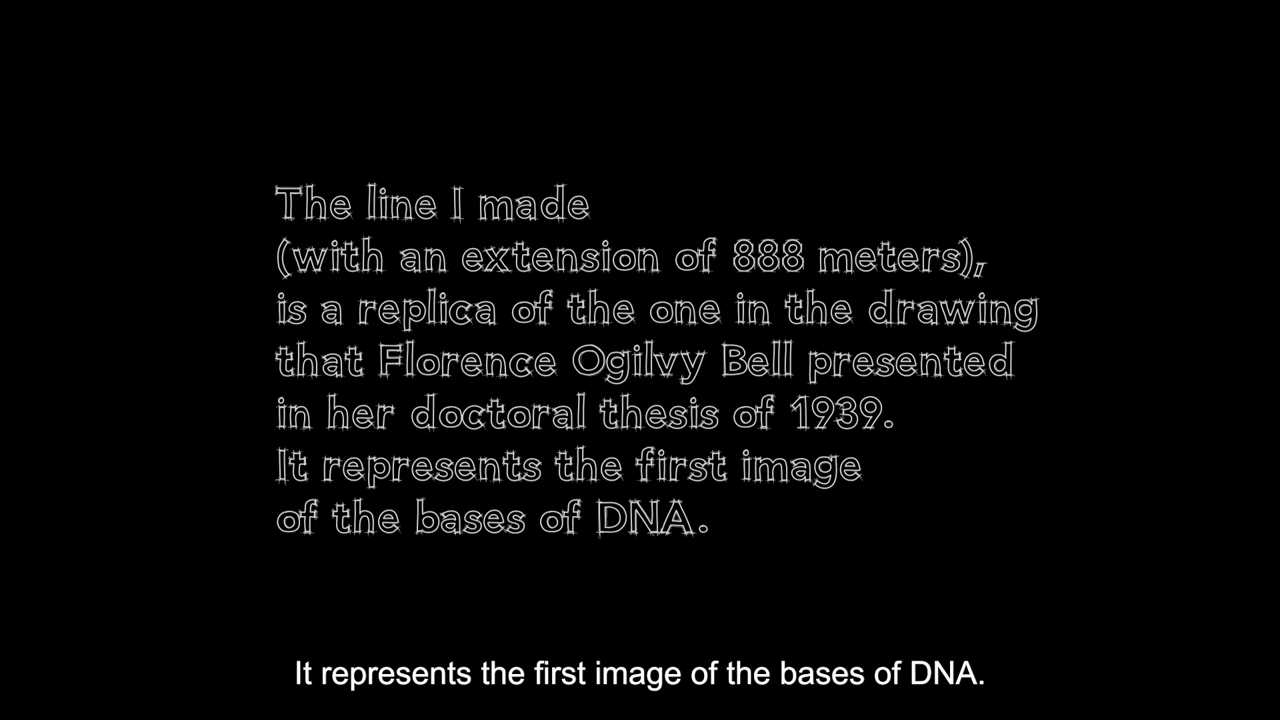 The line I made
(with an extension of 888 meters),
is a replica of the one in the drawing
that Florence Ogilvy Bell presented
in her doctoral thesis of 1939.
It represents the first image
of the bases of DNA.
It represents the first image of the bases of DNA.